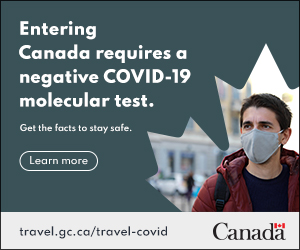 Entering
Canada requires a
negative COVID-19
molecular test.
Get the facts to stay safe.
Learn more
travel.gc.ca/travel-covid
Canada